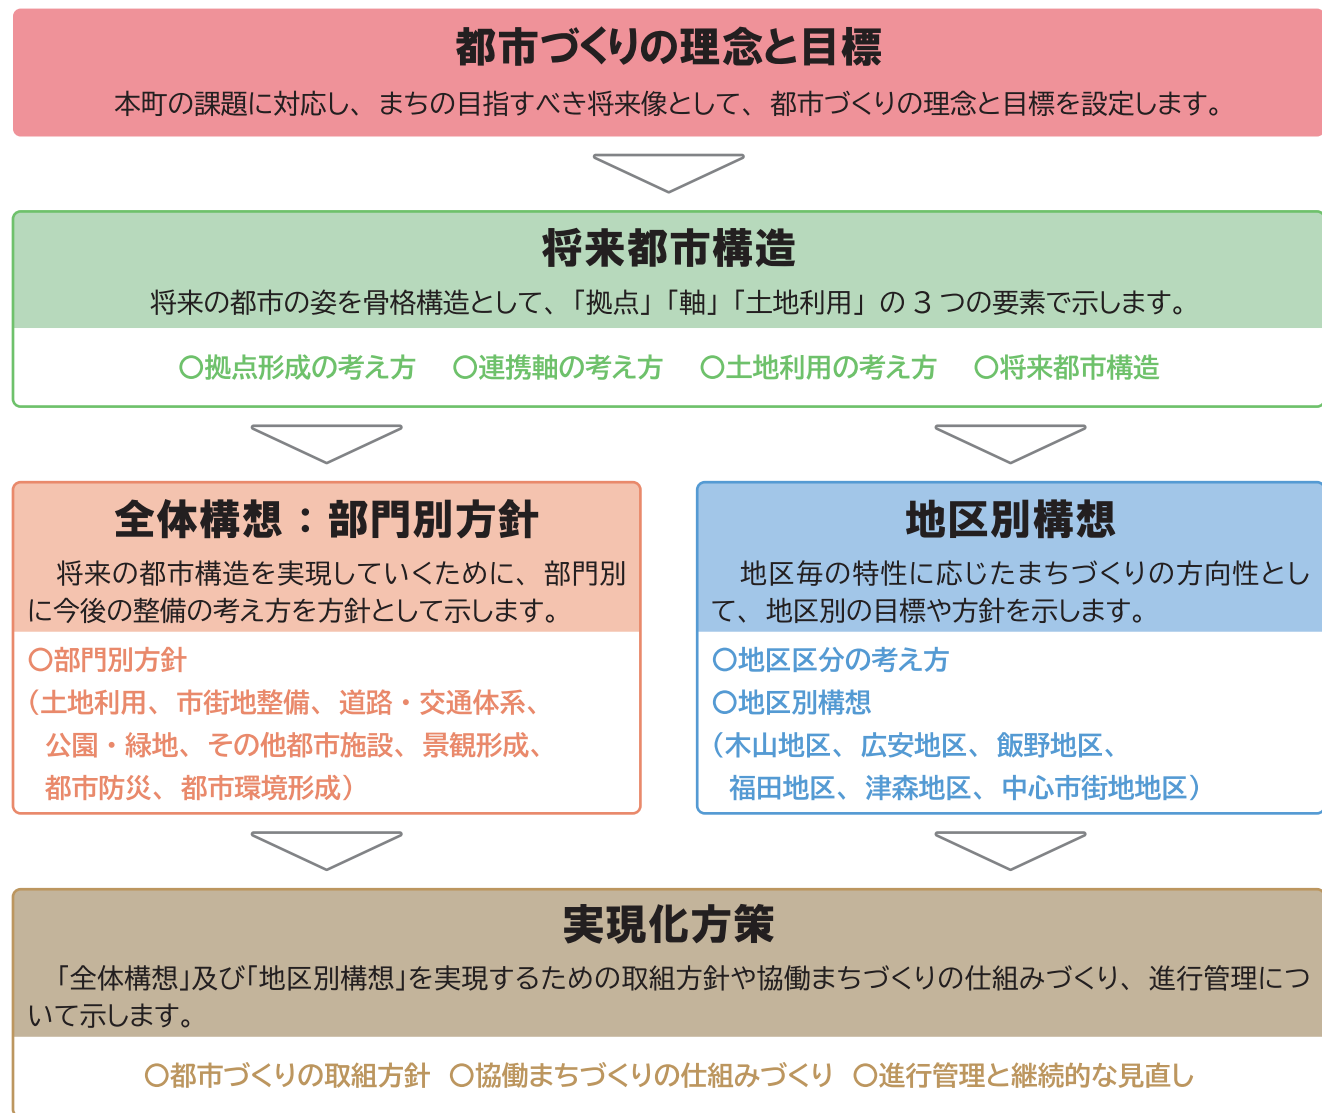 都市づくりの理念と目標
本町の課題に対応し、まちの目指すべき将来像として、都市づくりの理念と目標を設定します。
将来都市構造
将来の都市の姿を骨格構造として、「拠点」「軸」「土地利用」の3つの要素で示します。
〇拠点形成の考え方 〇連携軸の考え方 〇土地利用の考え方 〇将来都市構造
全体構想：部門別方針
将来の都市構造を実現していくために、部門別
に今後の整備の考え方を方針として示します。
〇部門別方針
（土地利用、市街地整備、道路・交通体系、
公園・緑地、その他都市施設、景観形成、
都市防災、都市環境形成）
地区別構想
地区毎の特性に応じたまちづくりの方向性とし
て、地区別の目標や方針を示します。
〇地区区分の考え方
〇地区別構想
（木山地区、広安地区、飯野地区、
福田地区、津森地区、中心市街地地区）
実現化方策
「全体構想」及び「地区別構想」を実現するための取組方針や協働まちづくりの仕組みづくり、進行管理につ
いて示します。
〇都市づくりの取組方針 〇協働まちづくりの仕組みづくり 〇進行管理と継続的な見直し